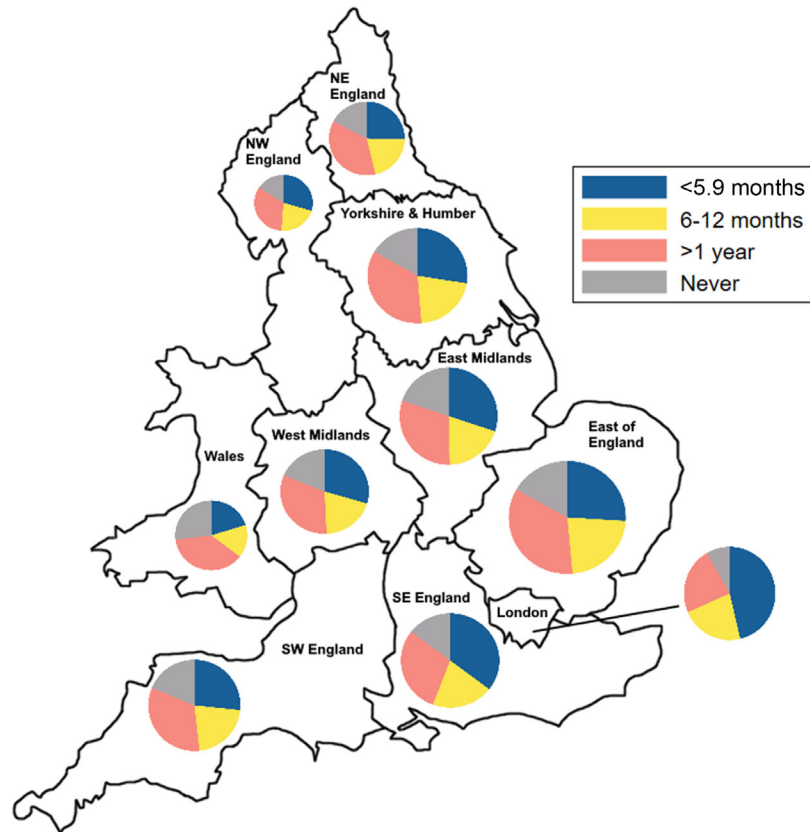 NE
England
NW
England
<5.9 months
6-12 months
>1 year
Never
Yorkshire & Humber
East Midlands
East of
England
West Midlands
Wales
SE England
London
SW England